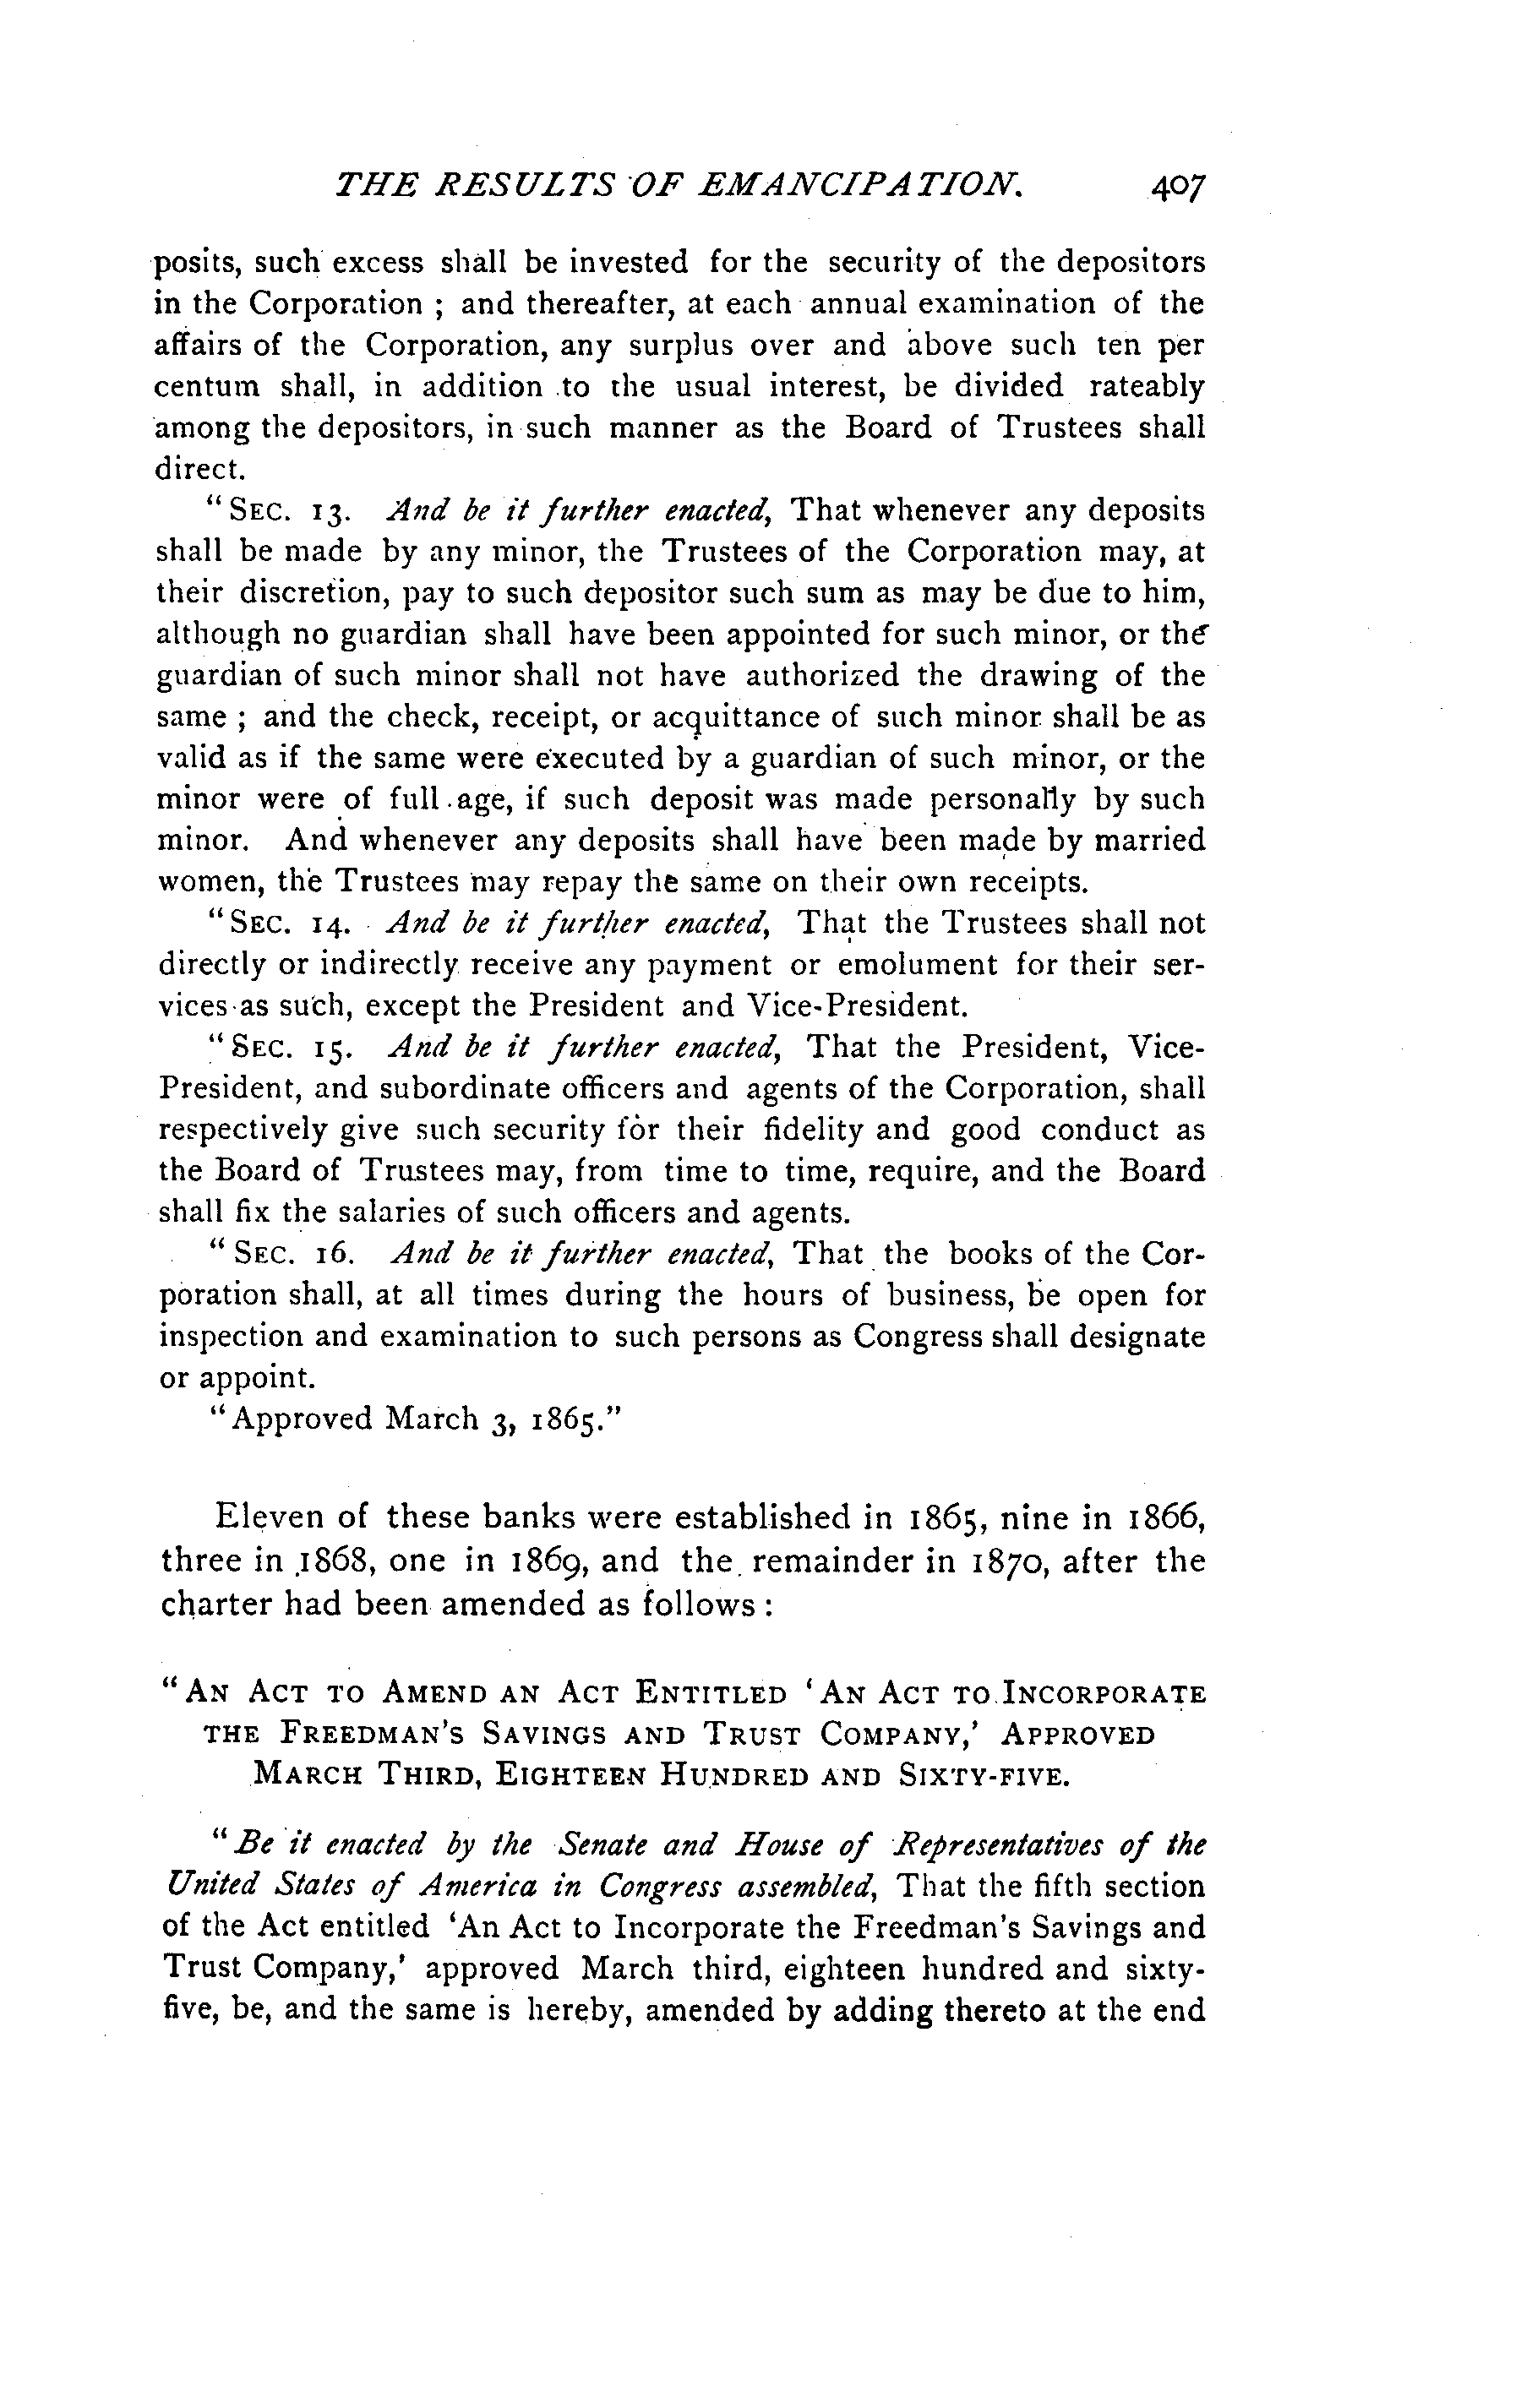 THE RESULTS OF EMANCIPATION. 407
posits, such excess shall be invested for the security of the depositors
in the Corporation ; and thereafter, at each annual examination of the
affairs of the Corporation, any surplus over and above such ten per
centum shall, in addition to the usual interest, be divided rateably
among the depositors, in such manner as the Board of Trustees shall
direct.
"SEC. 13. And be it further enacted, That whenever any deposits
shall be made by any minor, the Trustees of the Corporation may, at
their discretion, pay to such depositor such sum as may be due to him,
although no guardian shall have been appointed for such minor, or the
guardian of such minor shall not have authorized the drawing of the
same ; and the check, receipt, or acquittance of such minor shall be as
valid as if the same were executed by a guardian of such minor, or the
minor were of full age, if such deposit was made personally by such
minor. And whenever any deposits shall have been made by married
women, the Trustees may repay the same on their own receipts.
"SEC. 14. And be it further enacted, That the Trustees shall not
directly or indirectly receive any payment or emolument for their ser-
vices as such, except the President and Vice-President.
"SEC. 15. And be it further enacted, That the President, Vice-
President, and subordinate officers and agents of the Corporation, shall
respectively give such security for their fidelity and good conduct as
the Board of Trustees may, from time to time, require, and the Board
shall fix the salaries of such officers and agents.
"SEC. 16. And be it further enacted, That the books of the Cor-
poration shall, at all times during the hours of business, be open for
inspection and examination to such persons as Congress shall designate
or appoint.
"Approved March 3, 1865."
Eleven of these banks were established in 1865, nine in 1866,
three in 1868, one in 1869, and the remainder in 1870, after the
charter had been amended as follows :
"AN ACT TO AMEND AN ACT ENTITLED 'AN ACT TO INCORPORATE
THE FREEDMAN'S SAVINGS AND TRUST COMPANY,' APPROVED
MARCH THIRD, EIGHTEEN HUNDRED AND SIXTY-FIVE.
"Be it enacted by the Senate and House of Representatives of the
United States of America in Congress assembled, That the fifth section
of the Act entitled 'An Act to Incorporate the Freedman's Savings and
Trust Company,' approved March third, eighteen hundred and sixty-
five, be, and the same is hereby, amended by adding thereto at the end